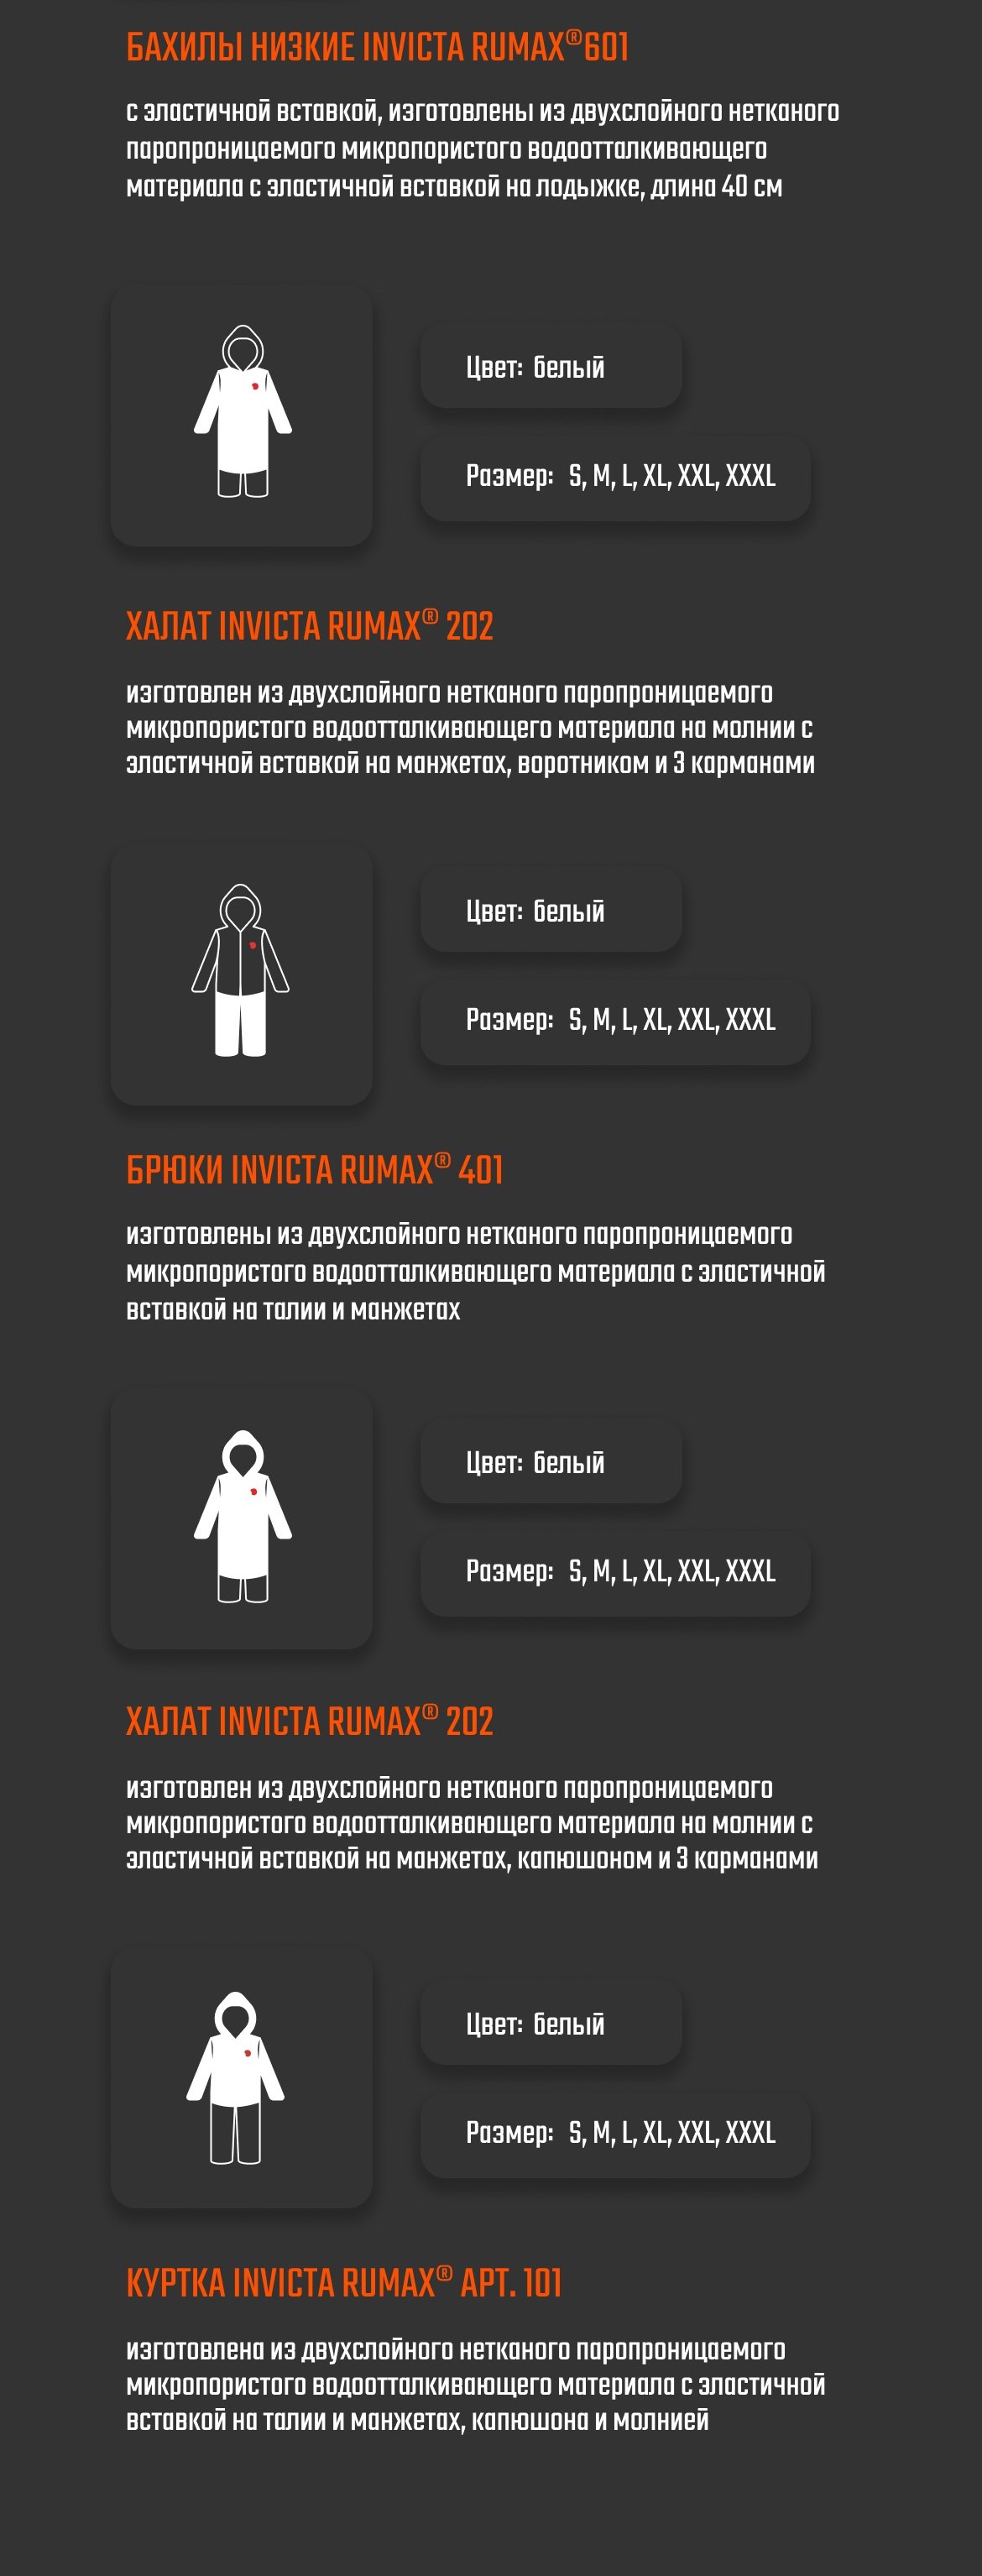 БАХИЛЫ НИЗКИЕ INVICTA RUMAX®601
с эластичной вставкой, изготовлены из двухслойного нетканого
паропроницаемого микропористого водоотталкивающего
материала с эластичной вставкой на лодыжке, длина 40 см
Цвет: белый
Размер: S, M, L, XL, XXL, XXXL
ХАЛАТ INVICTA RUMAX® 202
изготовлен из двухслойного нетканого паропроницаемого
микропористого водоотталкивающего материала на молнии с
эластичной вставкой на манжетах, воротником и 3 карманами
Цвет: белый
Размер: S, M, L, XL, XXL, XXXL
БРЮКИ INVICTA RUMAX® 401
изготовлены из двухслойного нетканого паропроницаемого
микропористого водоотталкивающего материала с эластичной
вставкой на талии и манжетах
Цвет: белый
Размер: S, M, L, XL, XXL, XXXL
ХАЛАТ INVICTA RUMAX® 202
изготовлен из двухслойного нетканого паропроницаемого
микропористого водоотталкивающего материала на молнии с
эластичной вставкой на манжетах, капюшоном и 3 карманами
Цвет: белый
Размер: S, M, L, XL, XXL, XXXL
КУРТКА INVICTA RUMAX® АРТ. 101
изготовлена из двухслойного нетканого паропроницаемого
микропористого водоотталкивающего материала с эластичной
вставкой на талии и манжетах, капюшона и молнией